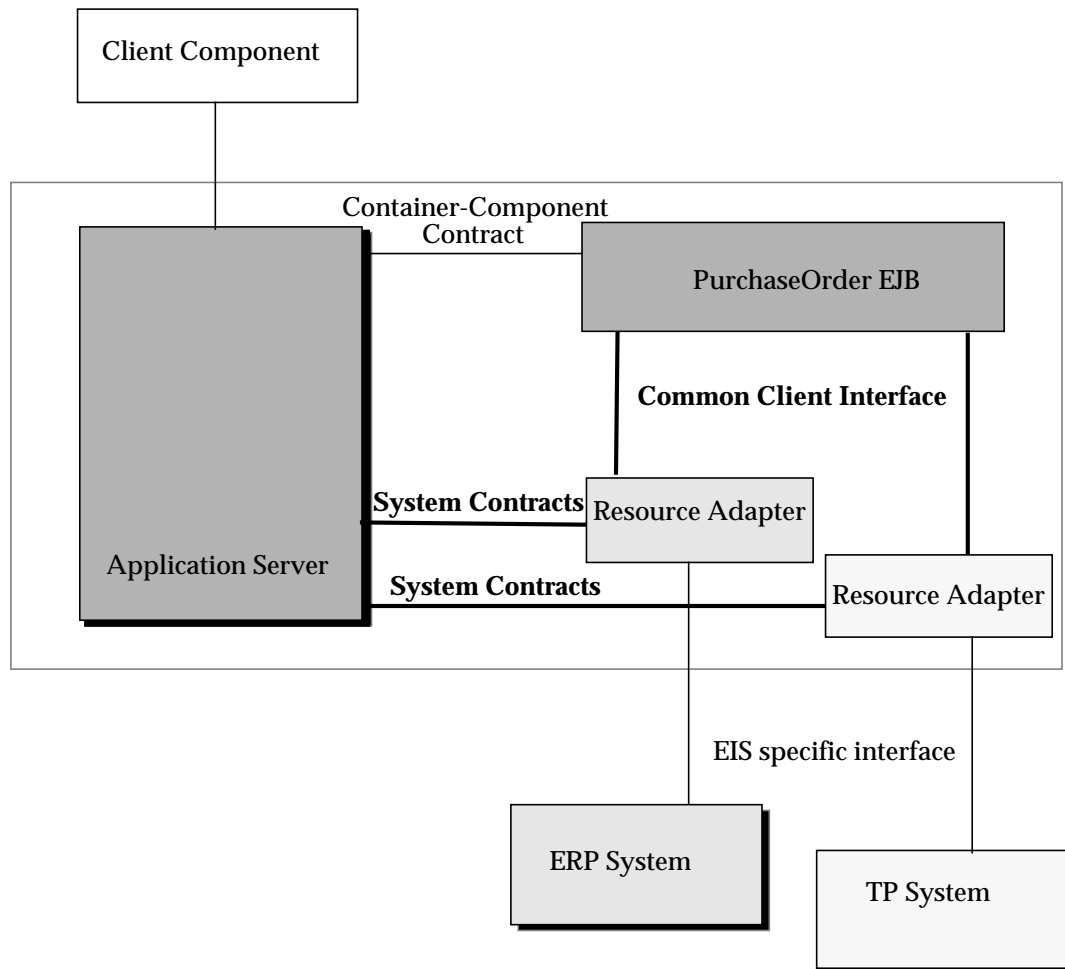 Client Component
Container-Component
Contract
PurchaseOrder EJB
Common Client Interface
System Contracts
Resource Adapter
Application Server
System Contracts
Resource Adapter
EIS specific interface
ERP System
TP System